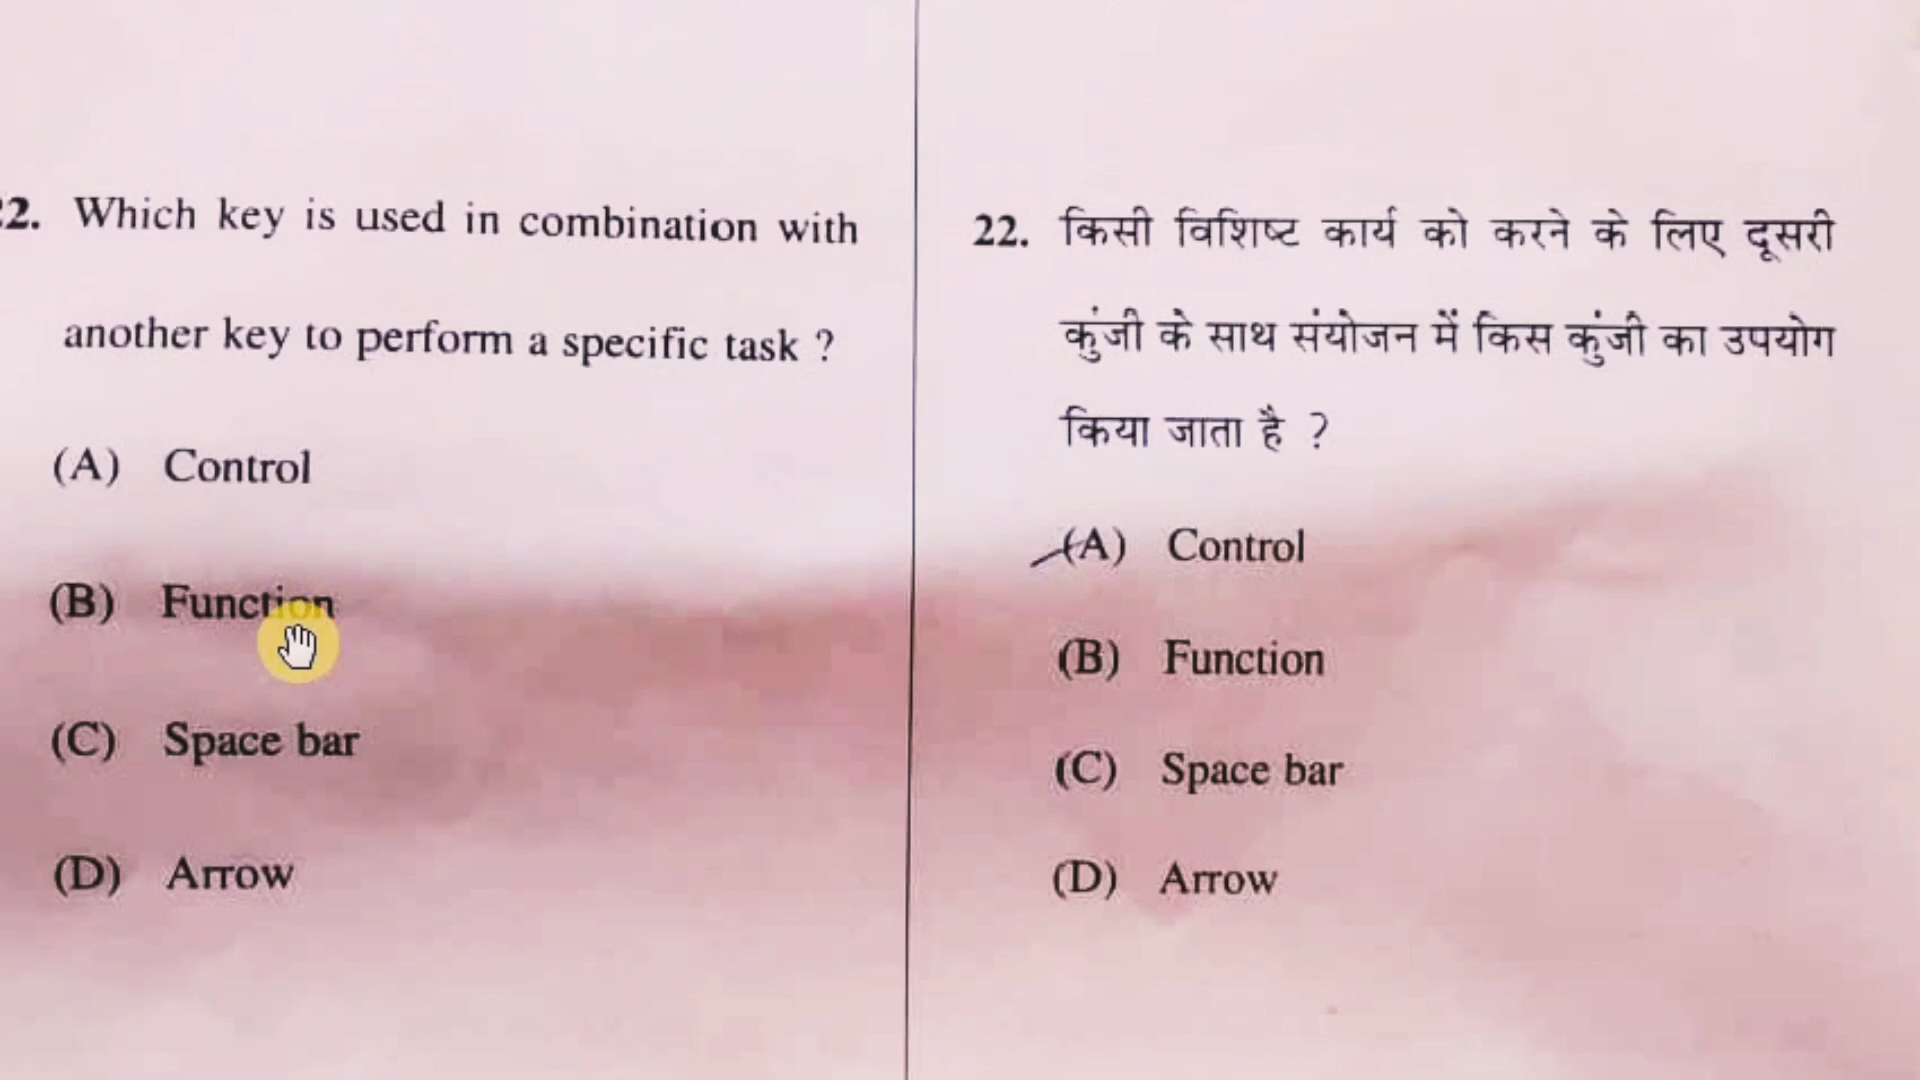 2. Which key is used in combination with
another key to perform a specific task ?
(A) Control
(B) Function
(C) Space bar
(D) Arrow
22. किसी विशिष्ट कार्य को करने के लिए दूसरी
कुंजी के साथ संयोजन में किस कुंजी का उपयोग
किया जाता है ?
(A) Control
(B) Function
(C) Space bar
(D) Arrow